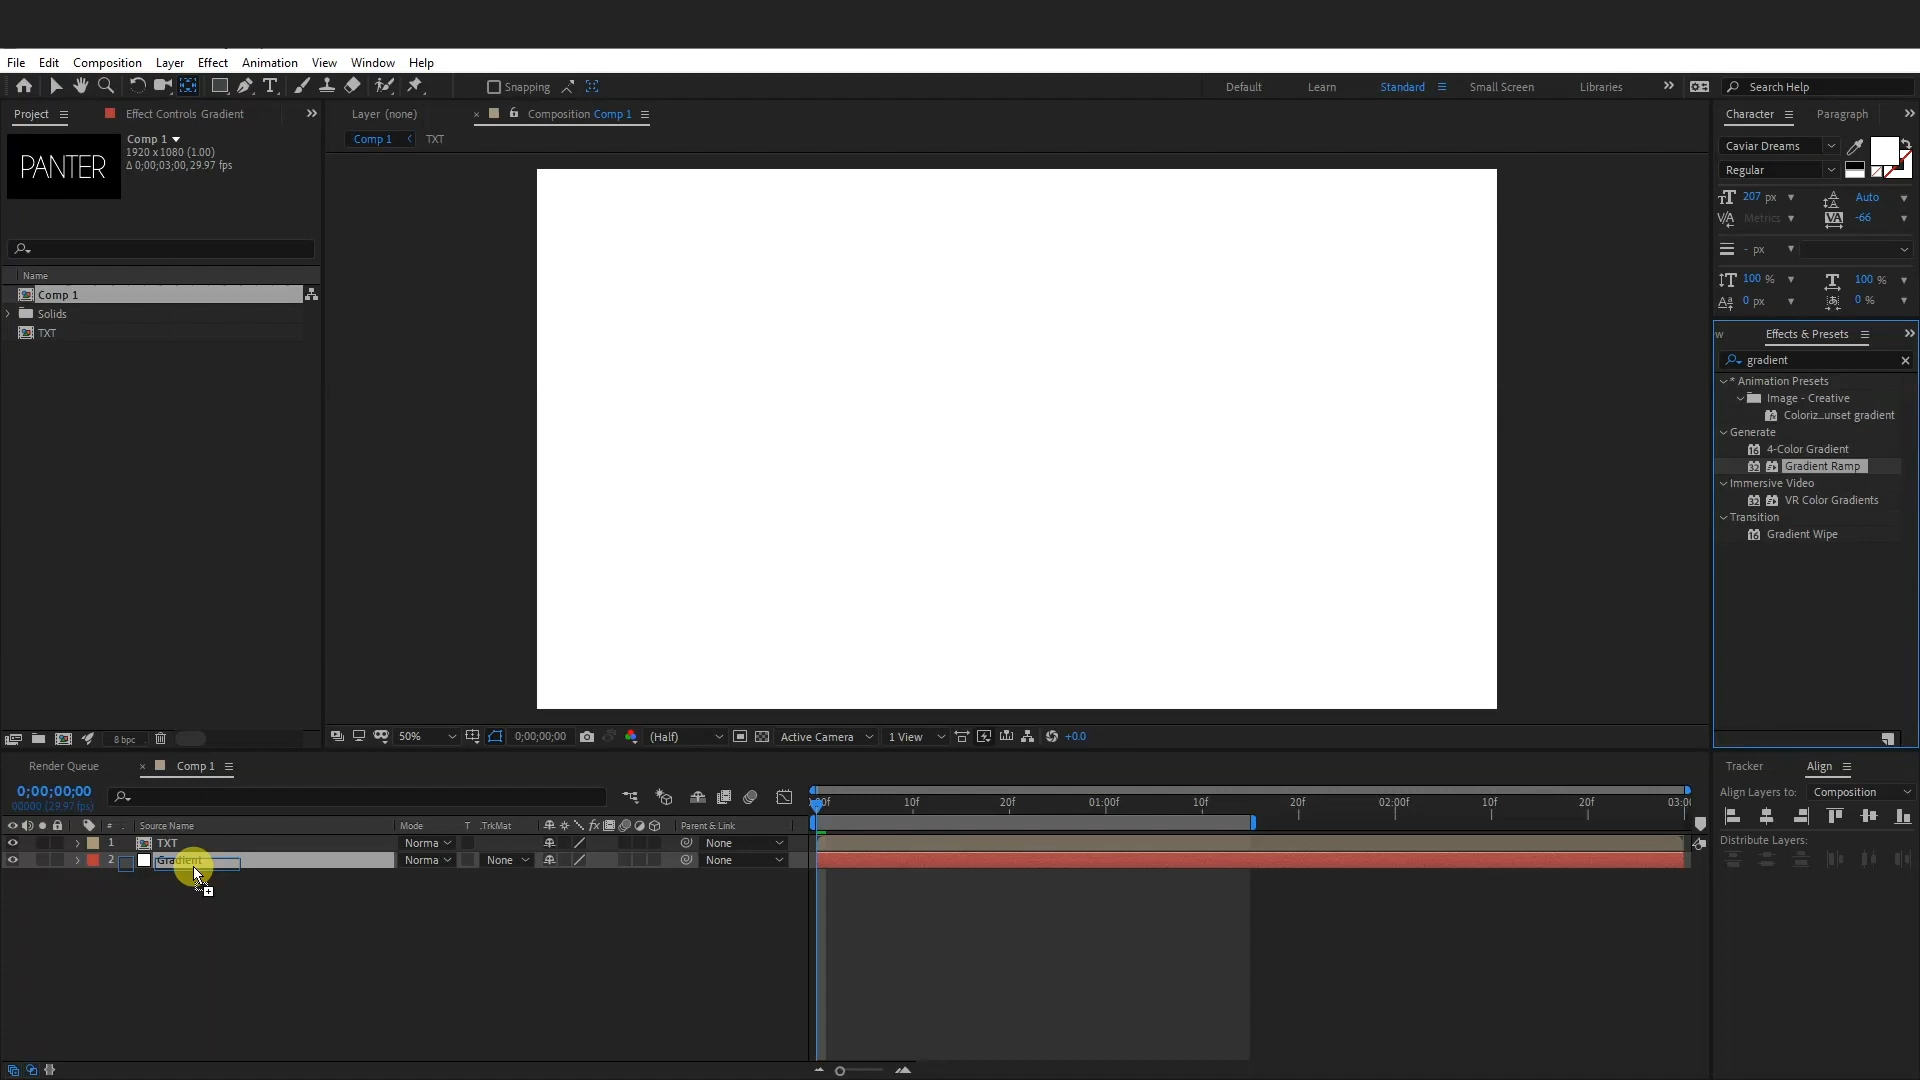 File Edit Composition Layer Effect Animation View Window Help
Snapping
Default Learn Standard Small Screen Libraries
Search Help
Project
Effect Controls Gradient
Layer (none)
Composition Comp 1
Character Paragraph
Comp 1
1920 x 1080 (1.00)
Δ 0;00;03;00, 29.97 fps
PANTER
Comp 1
TXT
Caviar Dreams
Regular
207 px
Auto
Metrics
-66
- px
100 %
100 %
0 px
0 %
Name
Comp 1
Solids
TXT
Effects & Presets
gradient
* Animation Presets
Image - Creative
Coloriz...unset gradient
Generate
4-Color Gradient
Gradient Ramp
Immersive Video
VR Color Gradients
Transition
Gradient Wipe
8 bpc
50%
0;00;00;00
(Half)
Active Camera
1 View
+0.0
Render Queue
Comp 1
Tracker
Align
0;00;00;00
00000 (29.97 fps)
Align Layers to: Composition
Distribute Layers:
10f 20f 01:00f 10f 20f 02:00f 10f 20f
# Source Name Mode T .TrkMat Parent & Link
1 TXT Norma None
2 Gradient Norma None None